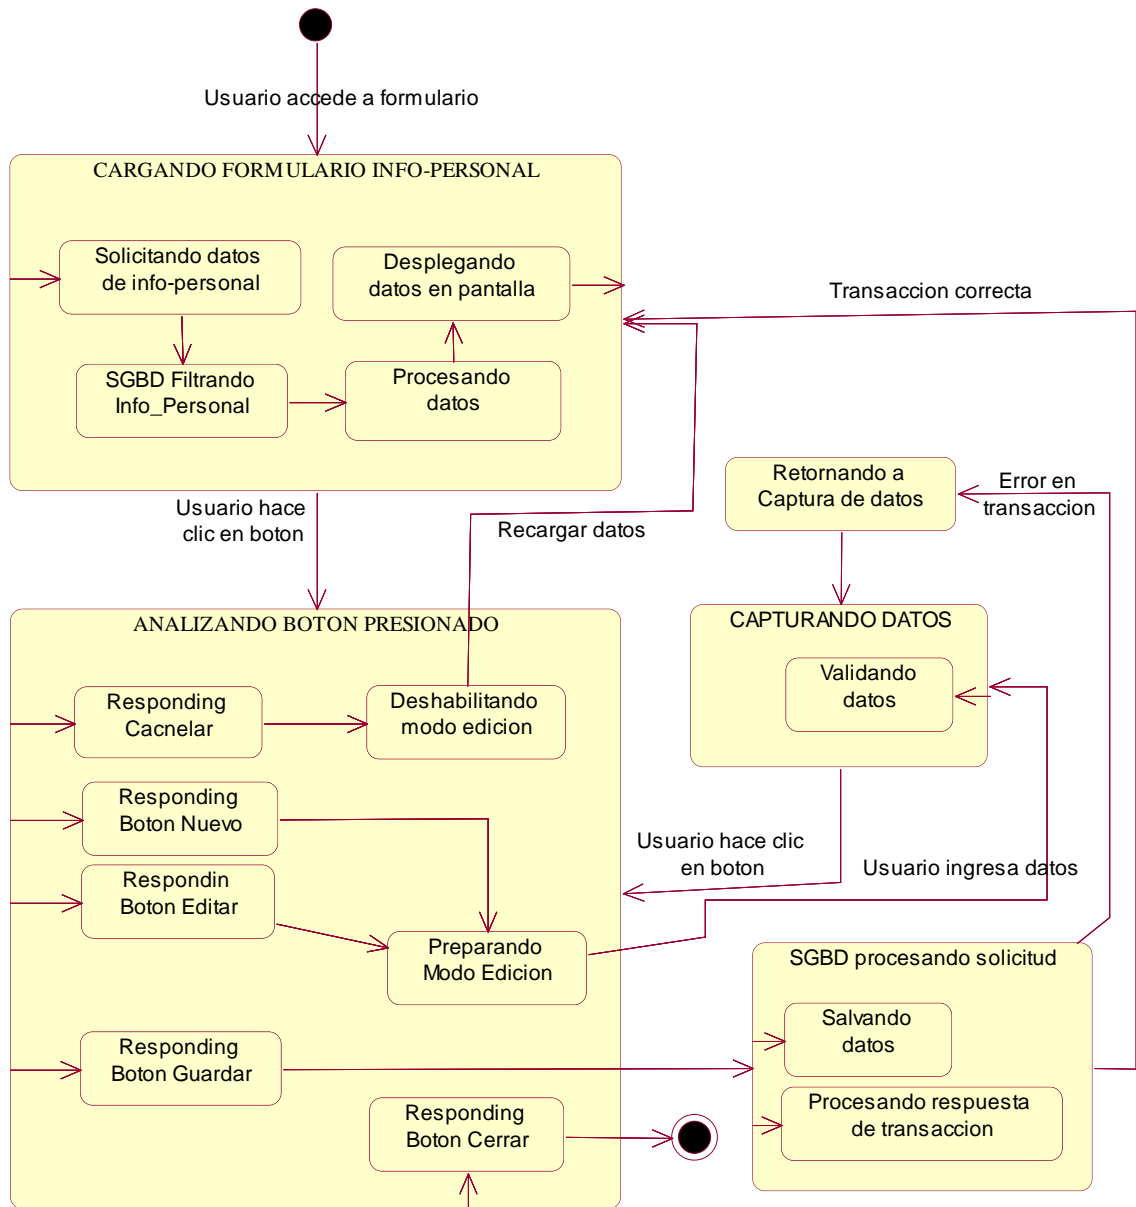 Usuario accede a formulario
CARGANDO FORMULARIO INFO-PERSONAL
Solicitando datos
de info-personal
Desplegando
datos en pantalla
SGBD Filtrando
Info_Personal
Procesando
datos
Transaccion correcta
Usuario hace
clic en boton
Recargar datos
Retornando a
Captura de datos
Error en
transaccion
ANALIZANDO BOTON PRESIONADO
Responding
Cacnelar
Deshabilitando
modo edicion
Responding
Boton Nuevo
Respondin
Boton Editar
Preparando
Modo Edicion
Responding
Boton Guardar
Responding
Boton Cerrar
CAPTURANDO DATOS
Validando
datos
Usuario hace clic
en boton
Usuario ingresa datos
SGBD procesando solicitud
Salvando
datos
Procesando respuesta
de transaccion